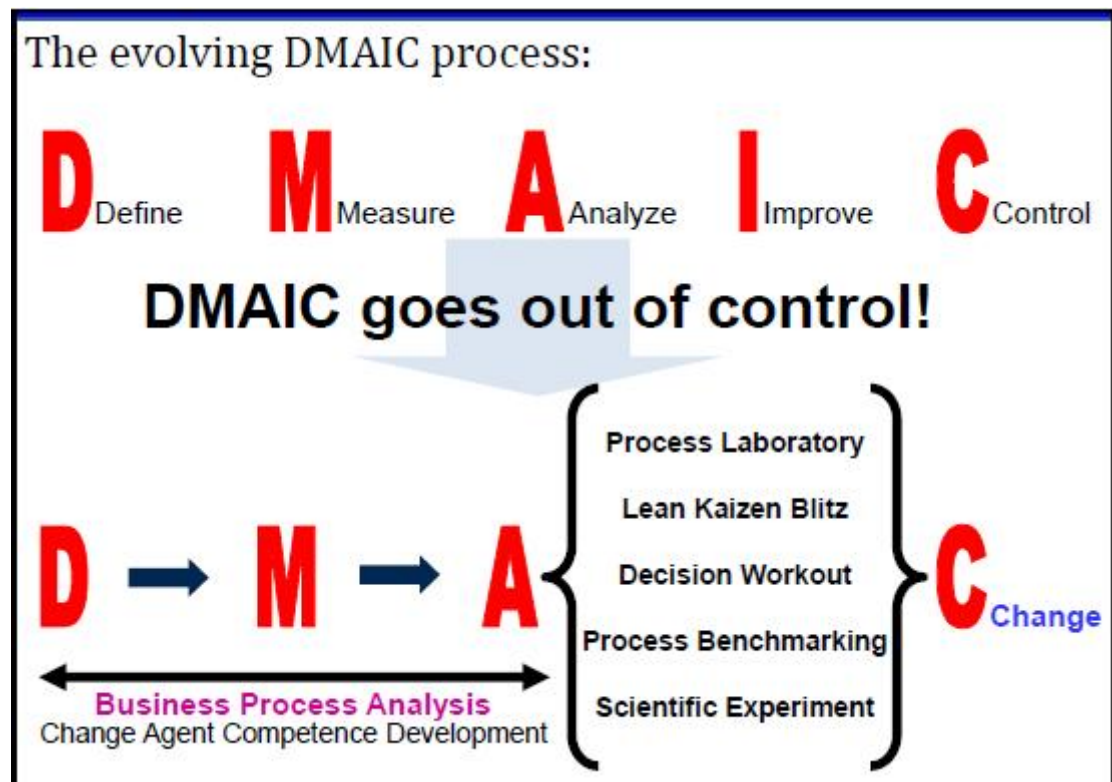 The evolving DMAIC process:
D Define M Measure A Analyze I Improve C Control
DMAIC goes out of control!
Process Laboratory
Lean Kaizen Blitz
Decision Workout
Process Benchmarking
Scientific Experiment
D M A C Change
Business Process Analysis
Change Agent Competence Development